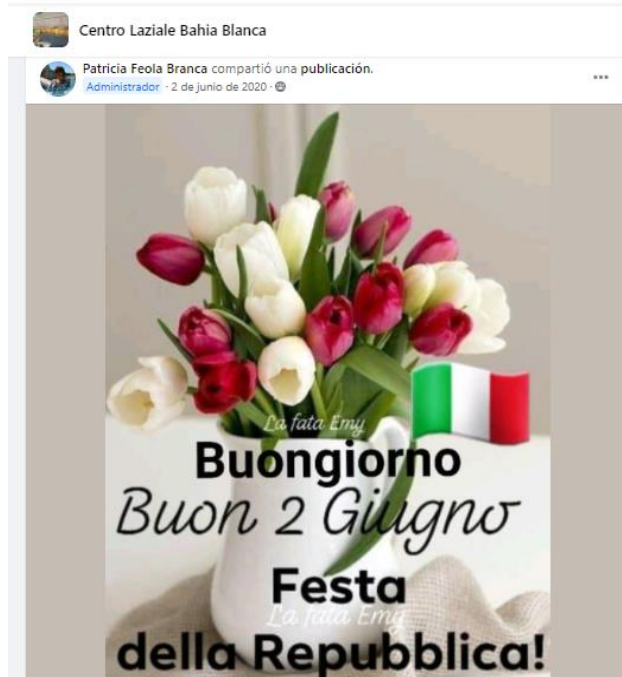 Centro Laziale Bahia Blanca
Patricia Feola Branca compartió una publicación.
Administrador · 2 de junio de 2020 ·
La fata Emy
Buongiorno
Buon 2 Giugno
Festa
La fata Emy
della Repubblica!